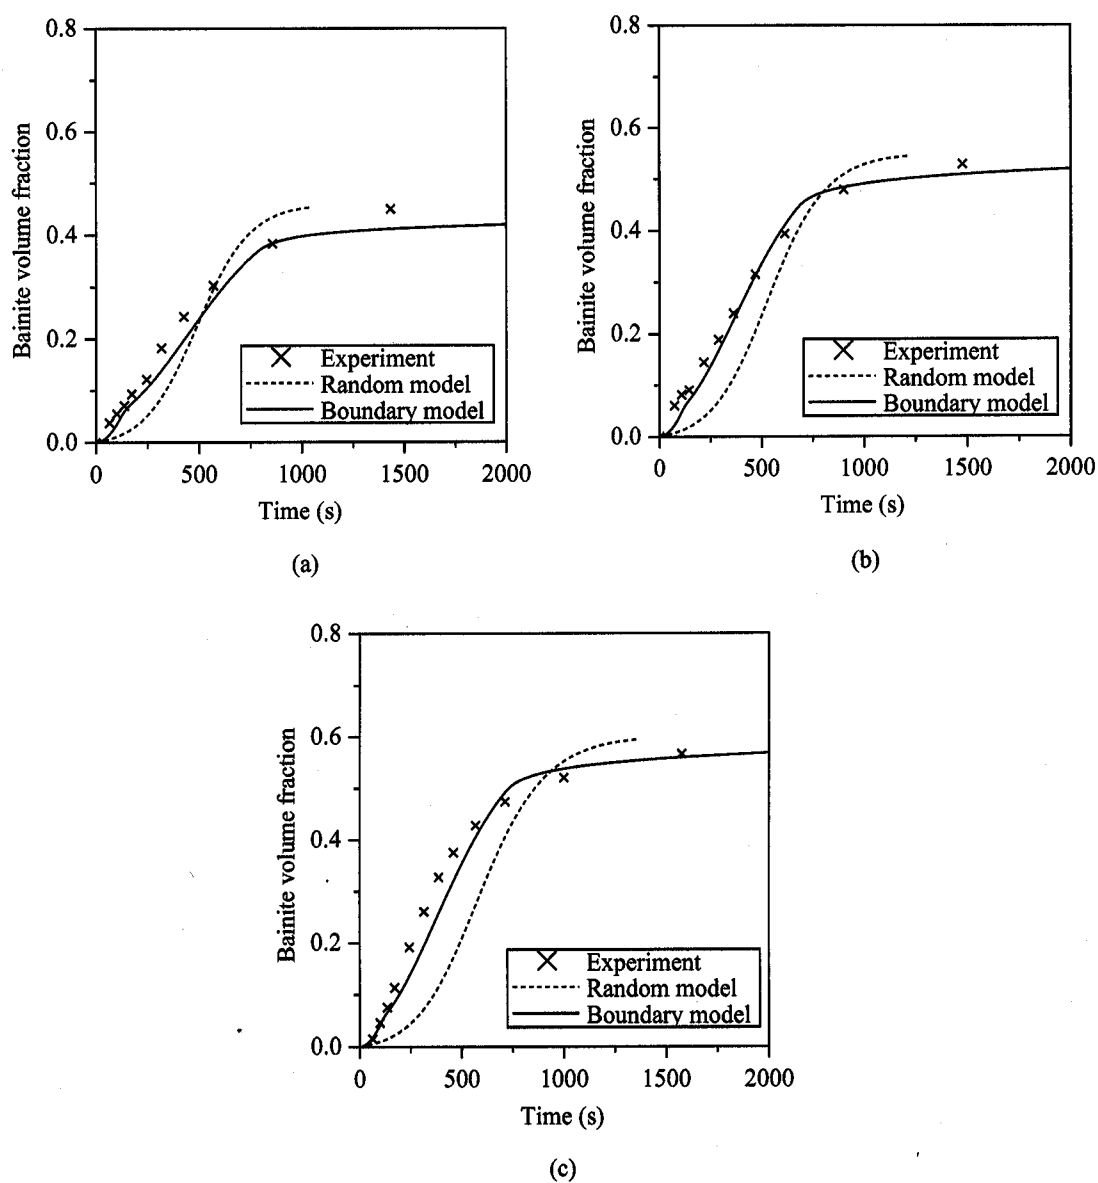 0.8
0.6
0.4
0.2
0.0
Bainite volume fraction
Experiment
Random model
Boundary model
0 500 1000 1500 2000
Time (s)
(a)
0.8
0.6
0.4
0.2
0.0
Bainite volume fraction
Experiment
Random model
Boundary model
0 500 1000 1500 2000
Time (s)
(b)
0.8
0.6
0.4
0.2
0.0
Bainite volume fraction
Experiment
Random model
Boundary model
0 500 1000 1500 2000
Time (s)
(c)